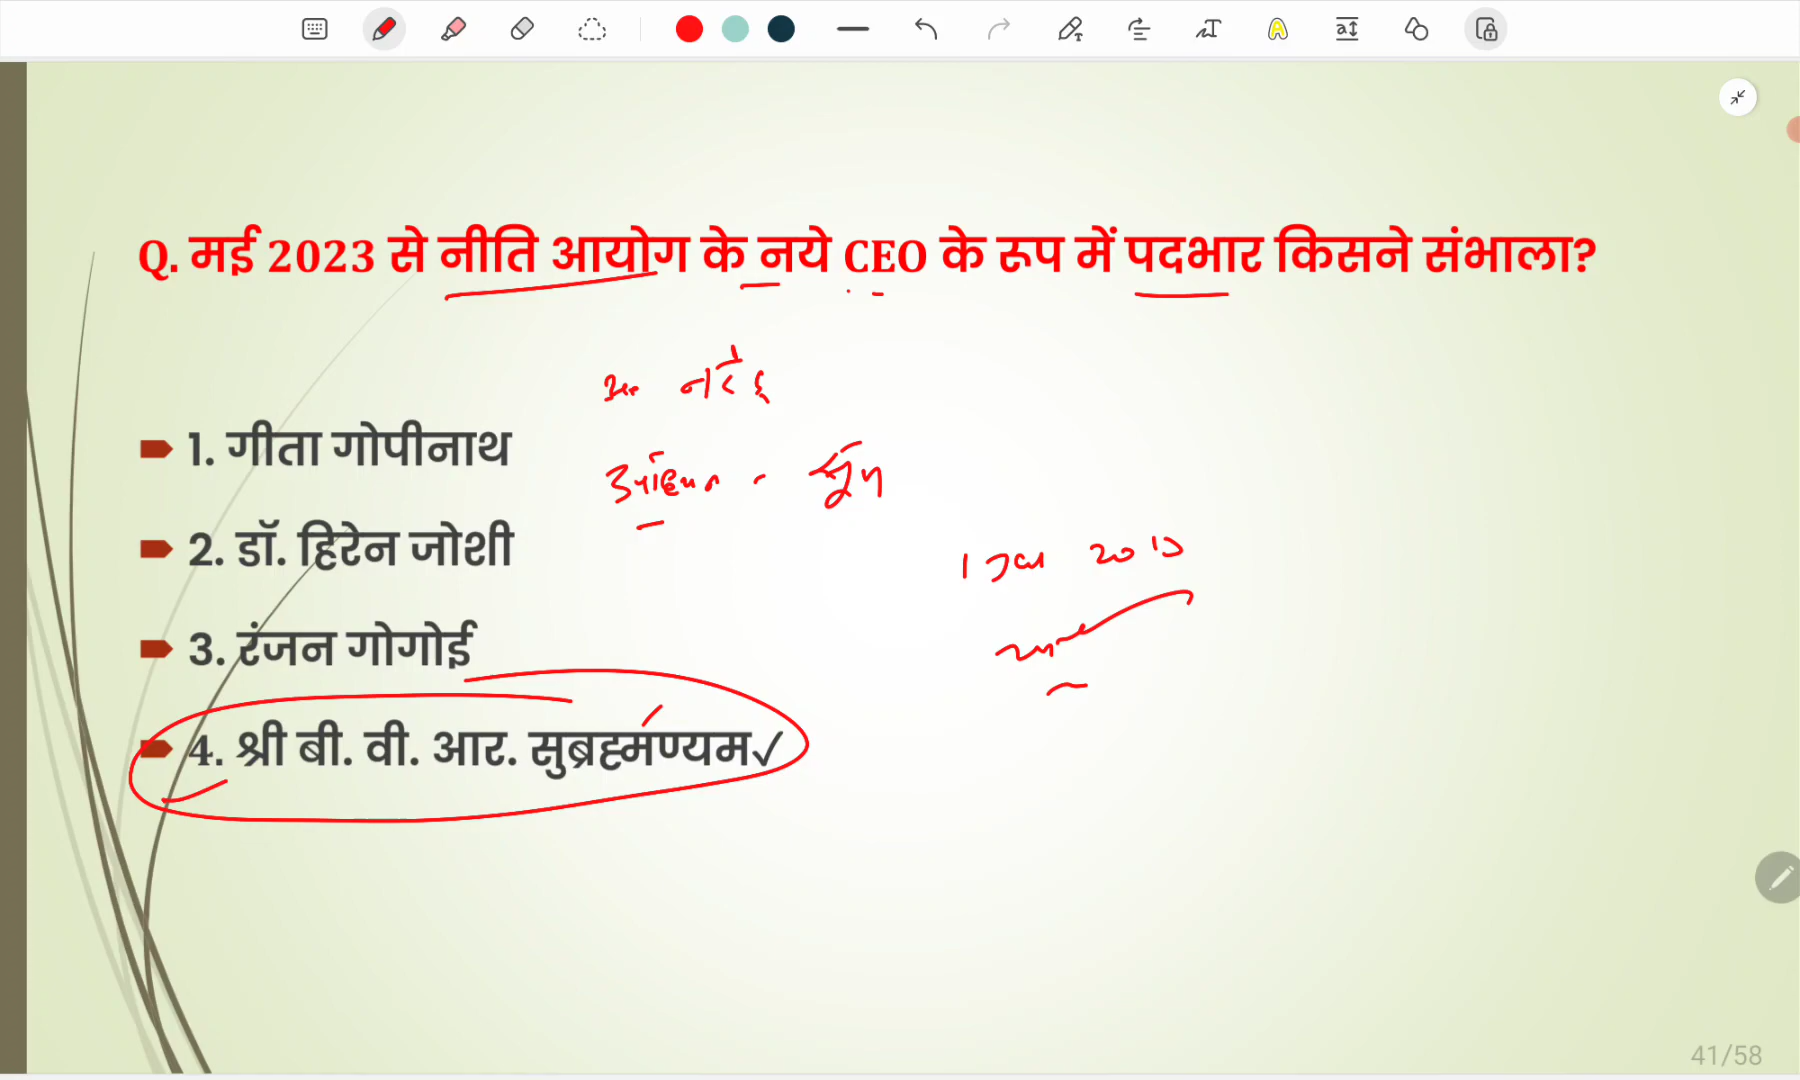 Q. मई 2023 से नीति आयोग के नये CEO के रूप में पदभार किसने संभाला?
1. गीता गोपीनाथ
2. डॉ. हिरेन जोशी
3. रंजन गोगोई
4. श्री बी. वी. आर. सुब्रह्मण्यम✓
41/58